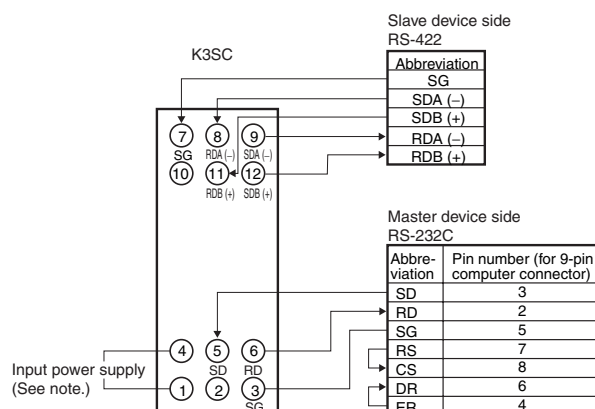 Slave device side
RS-422
K3SC
Abbreviation
SG
SDA (–)
SDB (+)
RDA (–)
RDB (+)
7 8 9
SG RDA (–) SDA (–)
10 11 12
RDB (+) SDB (+)
Master device side
RS-232C
Abbre-viation Pin number (for 9-pin computer connector)
SD 3
RD 2
SG 5
RS 7
CS 8
DR 6
ER 4
4 5 6
SD RD
Input power supply
(See note.)
1 2 3
SG